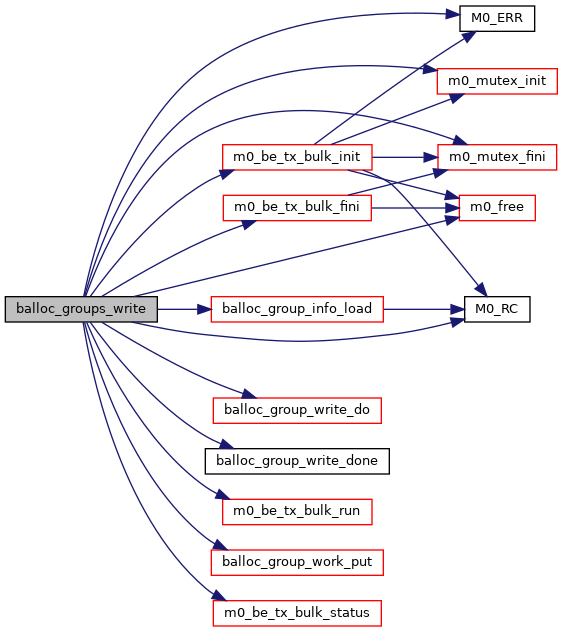 M0_ERR
m0_mutex_init
m0_be_tx_bulk_init
m0_mutex_fini
m0_be_tx_bulk_fini
m0_free
balloc_groups_write
balloc_group_info_load
M0_RC
balloc_group_write_do
balloc_group_write_done
m0_be_tx_bulk_run
balloc_group_work_put
m0_be_tx_bulk_status